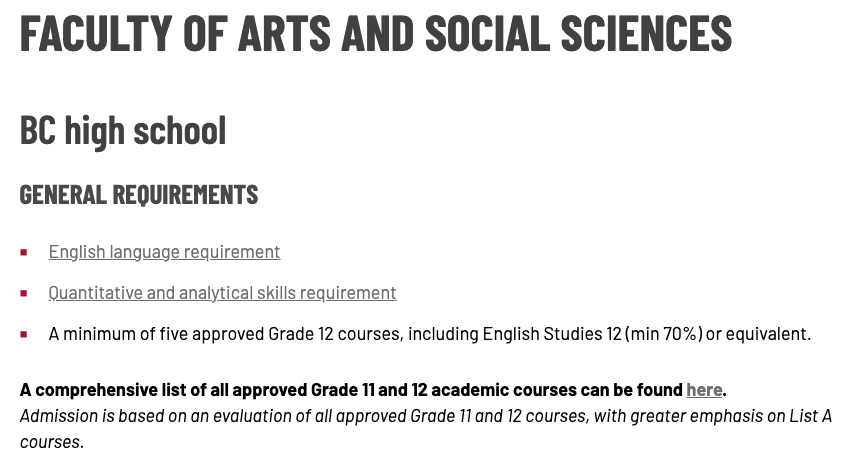 FACULTY OF ARTS AND SOCIAL SCIENCES
BC high school
GENERAL REQUIREMENTS
English language requirement
Quantitative and analytical skills requirement
A minimum of five approved Grade 12 courses, including English Studies 12 (min 70%) or equivalent.
A comprehensive list of all approved Grade 11 and 12 academic courses can be found here.
Admission is based on an evaluation of all approved Grade 11 and 12 courses, with greater emphasis on List A
courses.